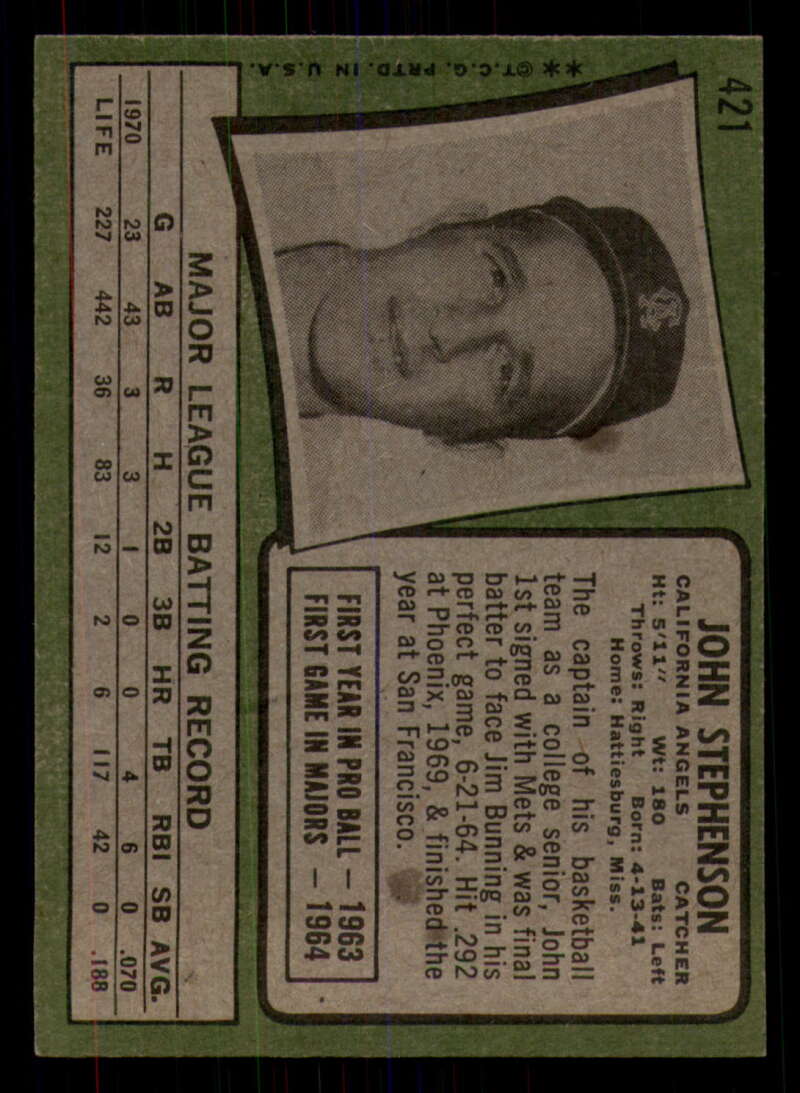 421
**©T.C.G. PRTD. IN U.S.A.
JOHN STEPHENSON
CALIFORNIA ANGELS CATCHER
Ht: 5'11" Wt: 180 Bats: Left
Throws: Right Born: 4-13-41
Home: Hattiesburg, Miss.
The captain of his basketball
team as a college senior, John
1st signed with Mets & was final
batter to face Jim Bunning in his
perfect game, 6-21-64. Hit .292
at Phoenix, 1969, & finished the
year at San Francisco.
FIRST YEAR IN PRO BALL — 1963
FIRST GAME IN MAJORS — 1964
MAJOR LEAGUE BATTING RECORD
G AB R H 2B 3B HR TB RBI SB AVG.
1970 23 43 3 3 1 0 0 4 6 0 .070
LIFE 227 442 36 83 12 2 6 117 42 0 .188